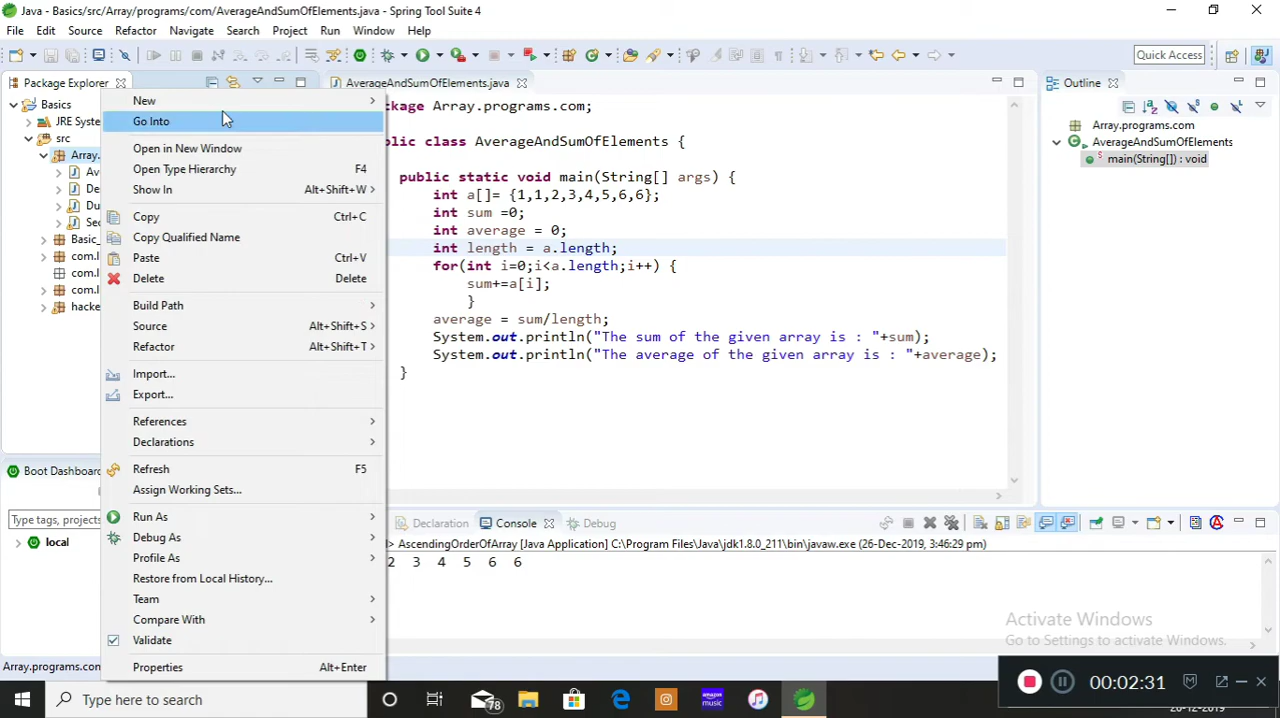 Java - Basics/src/Array/programs/com/AverageAndSumOfElements.java - Spring Tool Suite 4
File Edit Source Refactor Navigate Search Project Run Window Help
Quick Access
Package Explorer
AverageAndSumOfElements.java
Outline
Basics
JRE Syste
src
Array.
Av
De
Du
Sec
Basic_
com.l
com.l
com.l
hacke
New
Go Into
Open in New Window
Open Type Hierarchy F4
Show In Alt+Shift+W
Copy Ctrl+C
Copy Qualified Name
Paste Ctrl+V
Delete Delete
Build Path
Source Alt+Shift+S
Refactor Alt+Shift+T
Import...
Export...
References
Declarations
Refresh F5
Assign Working Sets...
Run As
Debug As
Profile As
Restore from Local History...
Team
Compare With
Validate
Properties Alt+Enter
ckage Array.programs.com;
blic class AverageAndSumOfElements {
public static void main(String[] args) {
int a[]= {1,1,2,3,4,5,6,6};
int sum =0;
int average = 0;
int length = a.length;
for(int i=0;i<a.length;i++) {
sum+=a[i];
}
average = sum/length;
System.out.println("The sum of the given array is : "+sum);
System.out.println("The average of the given array is : "+average);
}
Array.programs.com
AverageAndSumOfElements
main(String[]) : void
Boot Dashboard
Type tags, projects
local
Declaration
Console
Debug
> AscendingOrderOfArray [Java Application] C:\Program Files\Java\jdk1.8.0_211\bin\javaw.exe (26-Dec-2019, 3:46:29 pm)
2 3 4 5 6 6
Activate Windows
Go to Settings to activate Windows.
Array.programs.com
Type here to search
78
amazon music
00:02:31